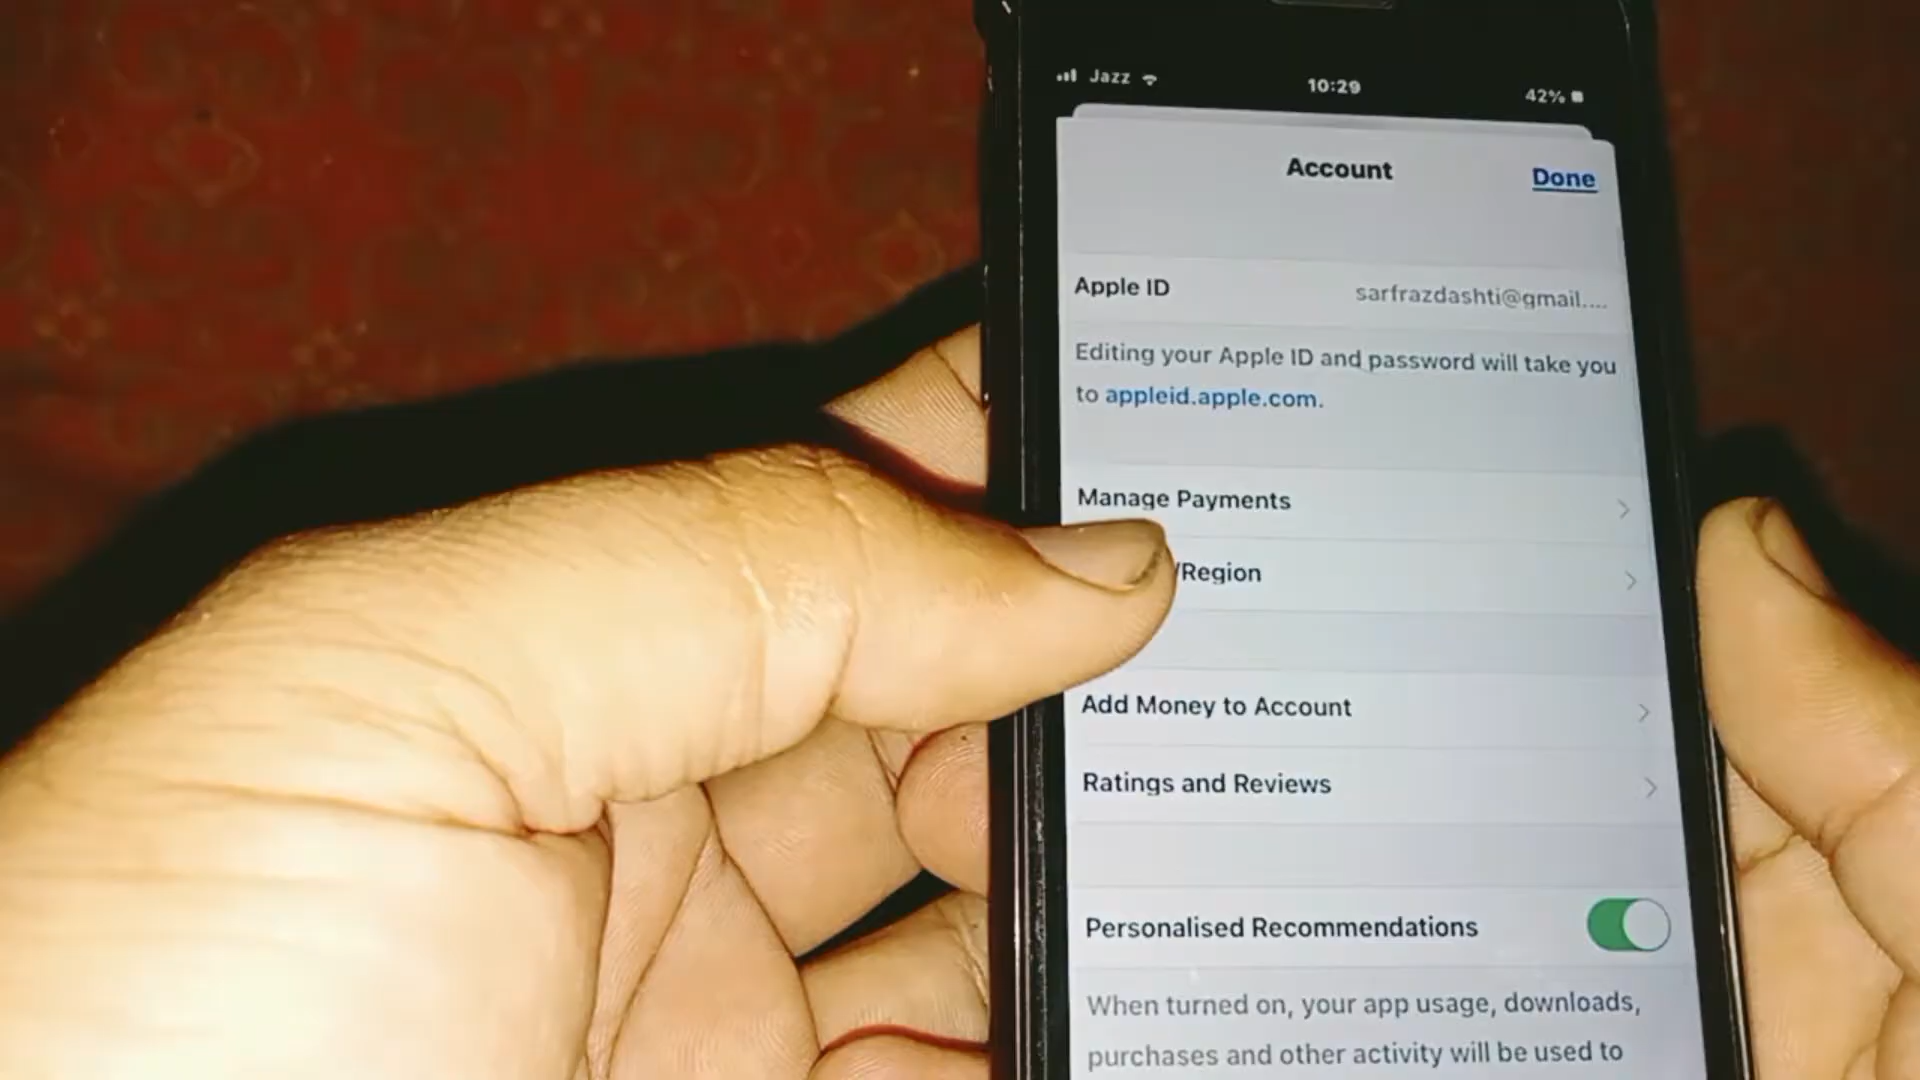 Jazz
10:29
42%
Account
Done
Apple ID
sarfrazdashti@gmail....
Editing your Apple ID and password will take you
to appleid.apple.com.
Manage Payments
/Region
Add Money to Account
Ratings and Reviews
Personalised Recommendations
When turned on, your app usage, downloads,
purchases and other activity will be used to